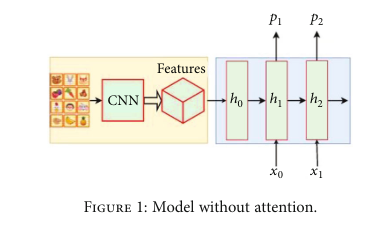 p₁ p₂
Features
CNN
h₀ h₁ h₂
x₀ x₁
FIGURE 1: Model without attention.